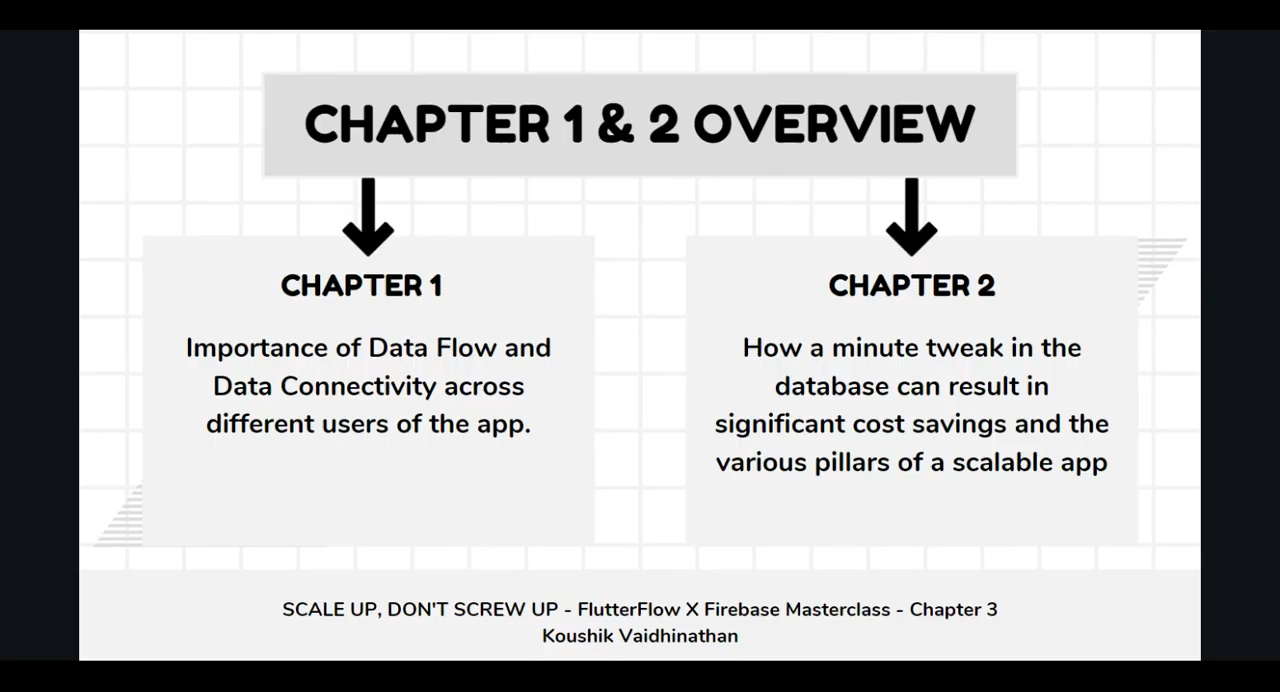 CHAPTER 1 & 2 OVERVIEW
CHAPTER 1
Importance of Data Flow and
Data Connectivity across
different users of the app.
CHAPTER 2
How a minute tweak in the
database can result in
significant cost savings and the
various pillars of a scalable app
SCALE UP, DON'T SCREW UP - FlutterFlow X Firebase Masterclass - Chapter 3
Koushik Vaidhinathan